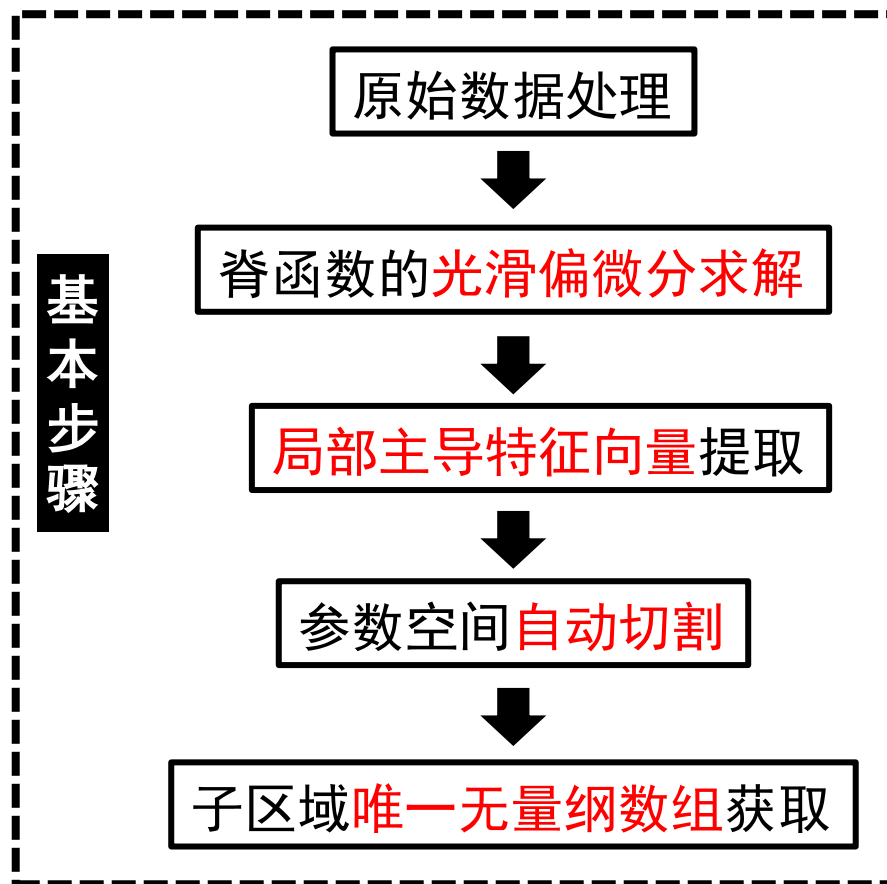 基本步骤
原始数据处理
脊函数的光滑偏微分求解
局部主导特征向量提取
参数空间自动切割
子区域唯一无量纲数组获取